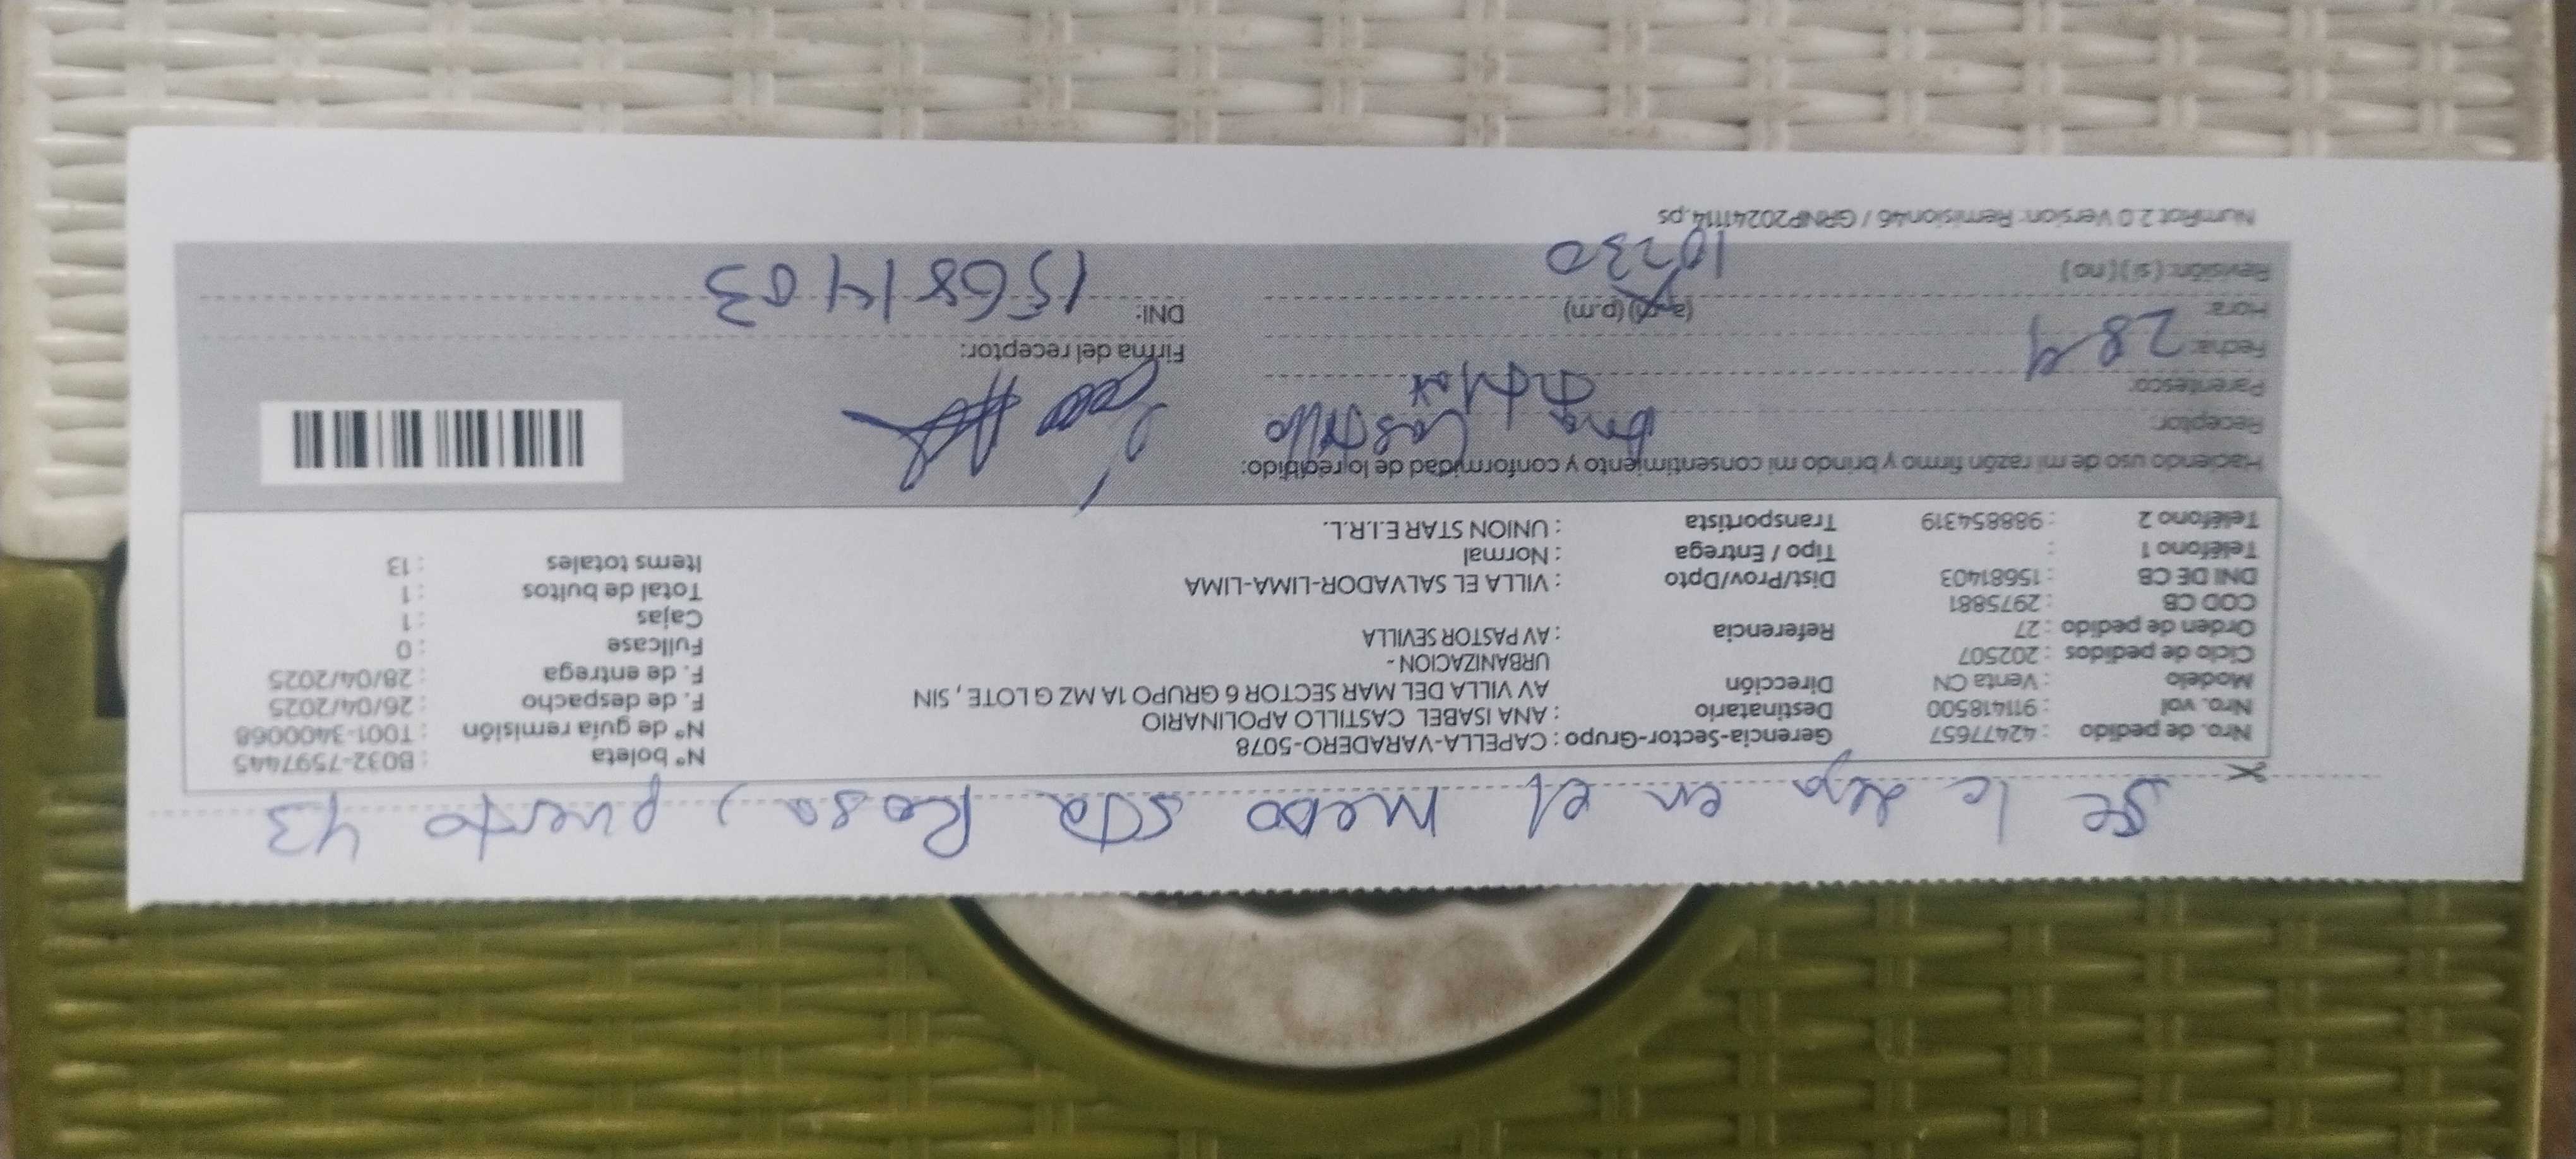 se le deja en el Mcdo sta Rosa, puesto 43
Nro. de pedido : 42477657 Gerencia-Sector-Grupo : CAPELLA-VARADERO-5078 Nº boleta : B032-7597445
Nro. val : 911418500 Destinatario : ANA ISABEL CASTILLO APOLINARIO Nº de guía remisión : T001-3400068
Modelo : Venta CN Dirección AV VILLA DEL MAR SECTOR 6 GRUPO 1A MZ G LOTE , SIN F. de despacho : 26/04/2025
Ciclo de pedidos : 202507 URBANIZACION - F. de entrega : 28/04/2025
Orden de pedido : 27 Referencia : AV PASTOR SEVILLA Fullcase : 0
COD CB : 2975881 Cajas : 1
DNI DE CB : 15681403 Dist/Prov/Dpto : VILLA EL SALVADOR-LIMA-LIMA Total de bultos : 1
Teléfono 1 : Tipo / Entrega : Normal Items totales : 13
Teléfono 2 : 988854319 Transportista : UNION STAR E.I.R.L.
Haciendo uso de mi razón firmo y brindo mi consentimiento y conformidad de lo recibido:
Receptor: Ana Castillo
Parentesco:
Fecha: 28 4 Firma del receptor:
Hora: (a.m) (p.m) DNI: 15681403
Revisión: ( si ) ( no ) 10:30
NumRot 2.0 Version: Remision46 / GRNP20241114.ps